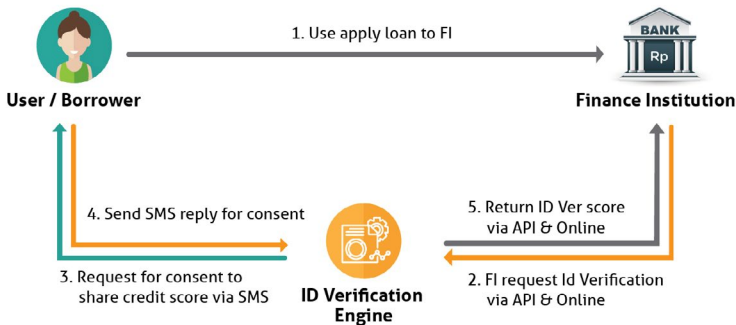 1. Use apply loan to FI
BANK
Rp
User / Borrower
Finance Institution
4. Send SMS reply for consent
5. Return ID Ver score
via API & Online
3. Request for consent to
share credit score via SMS
ID Verification
Engine
2. FI request Id Verification
via API & Online